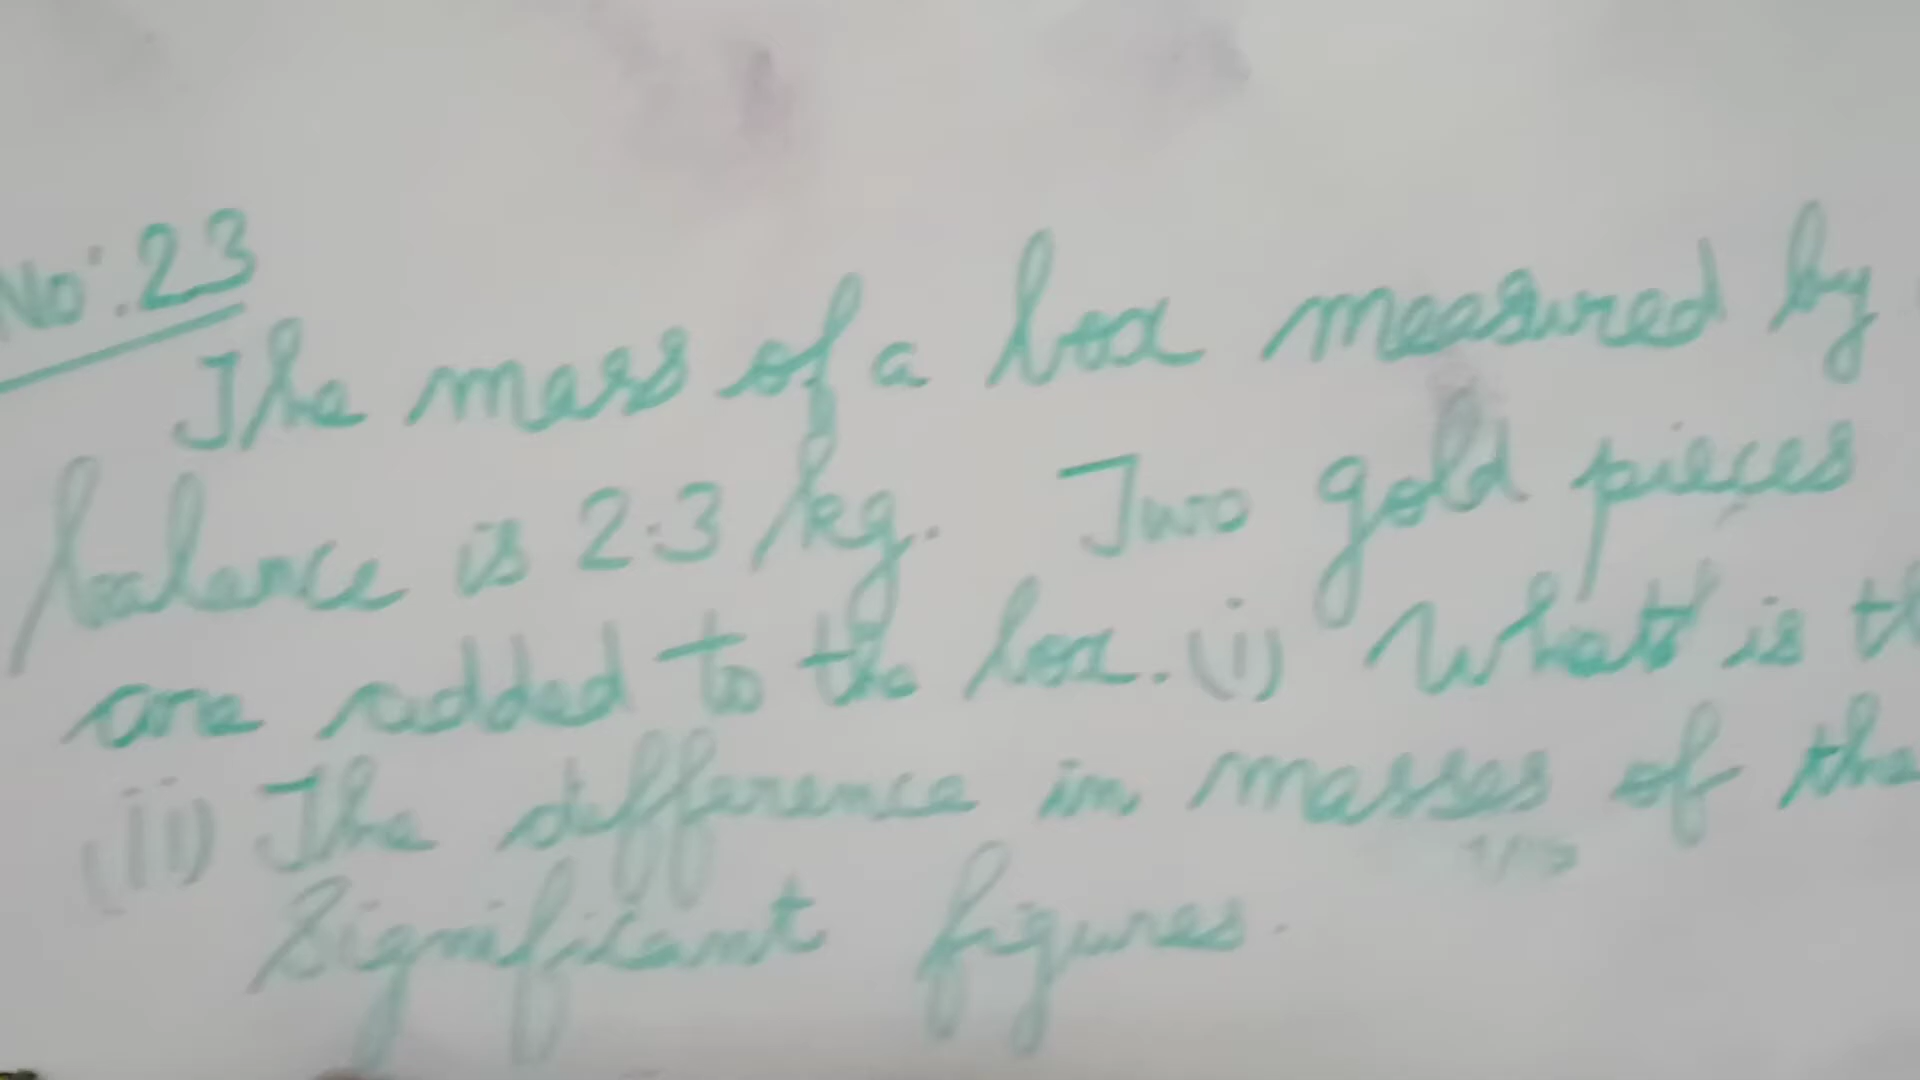 No: 23
The mass of a box measured by
balance is 2.3 kg. Two gold pieces
are added to the box. (i) What is th
(ii) The difference in masses of the
Significant figures.